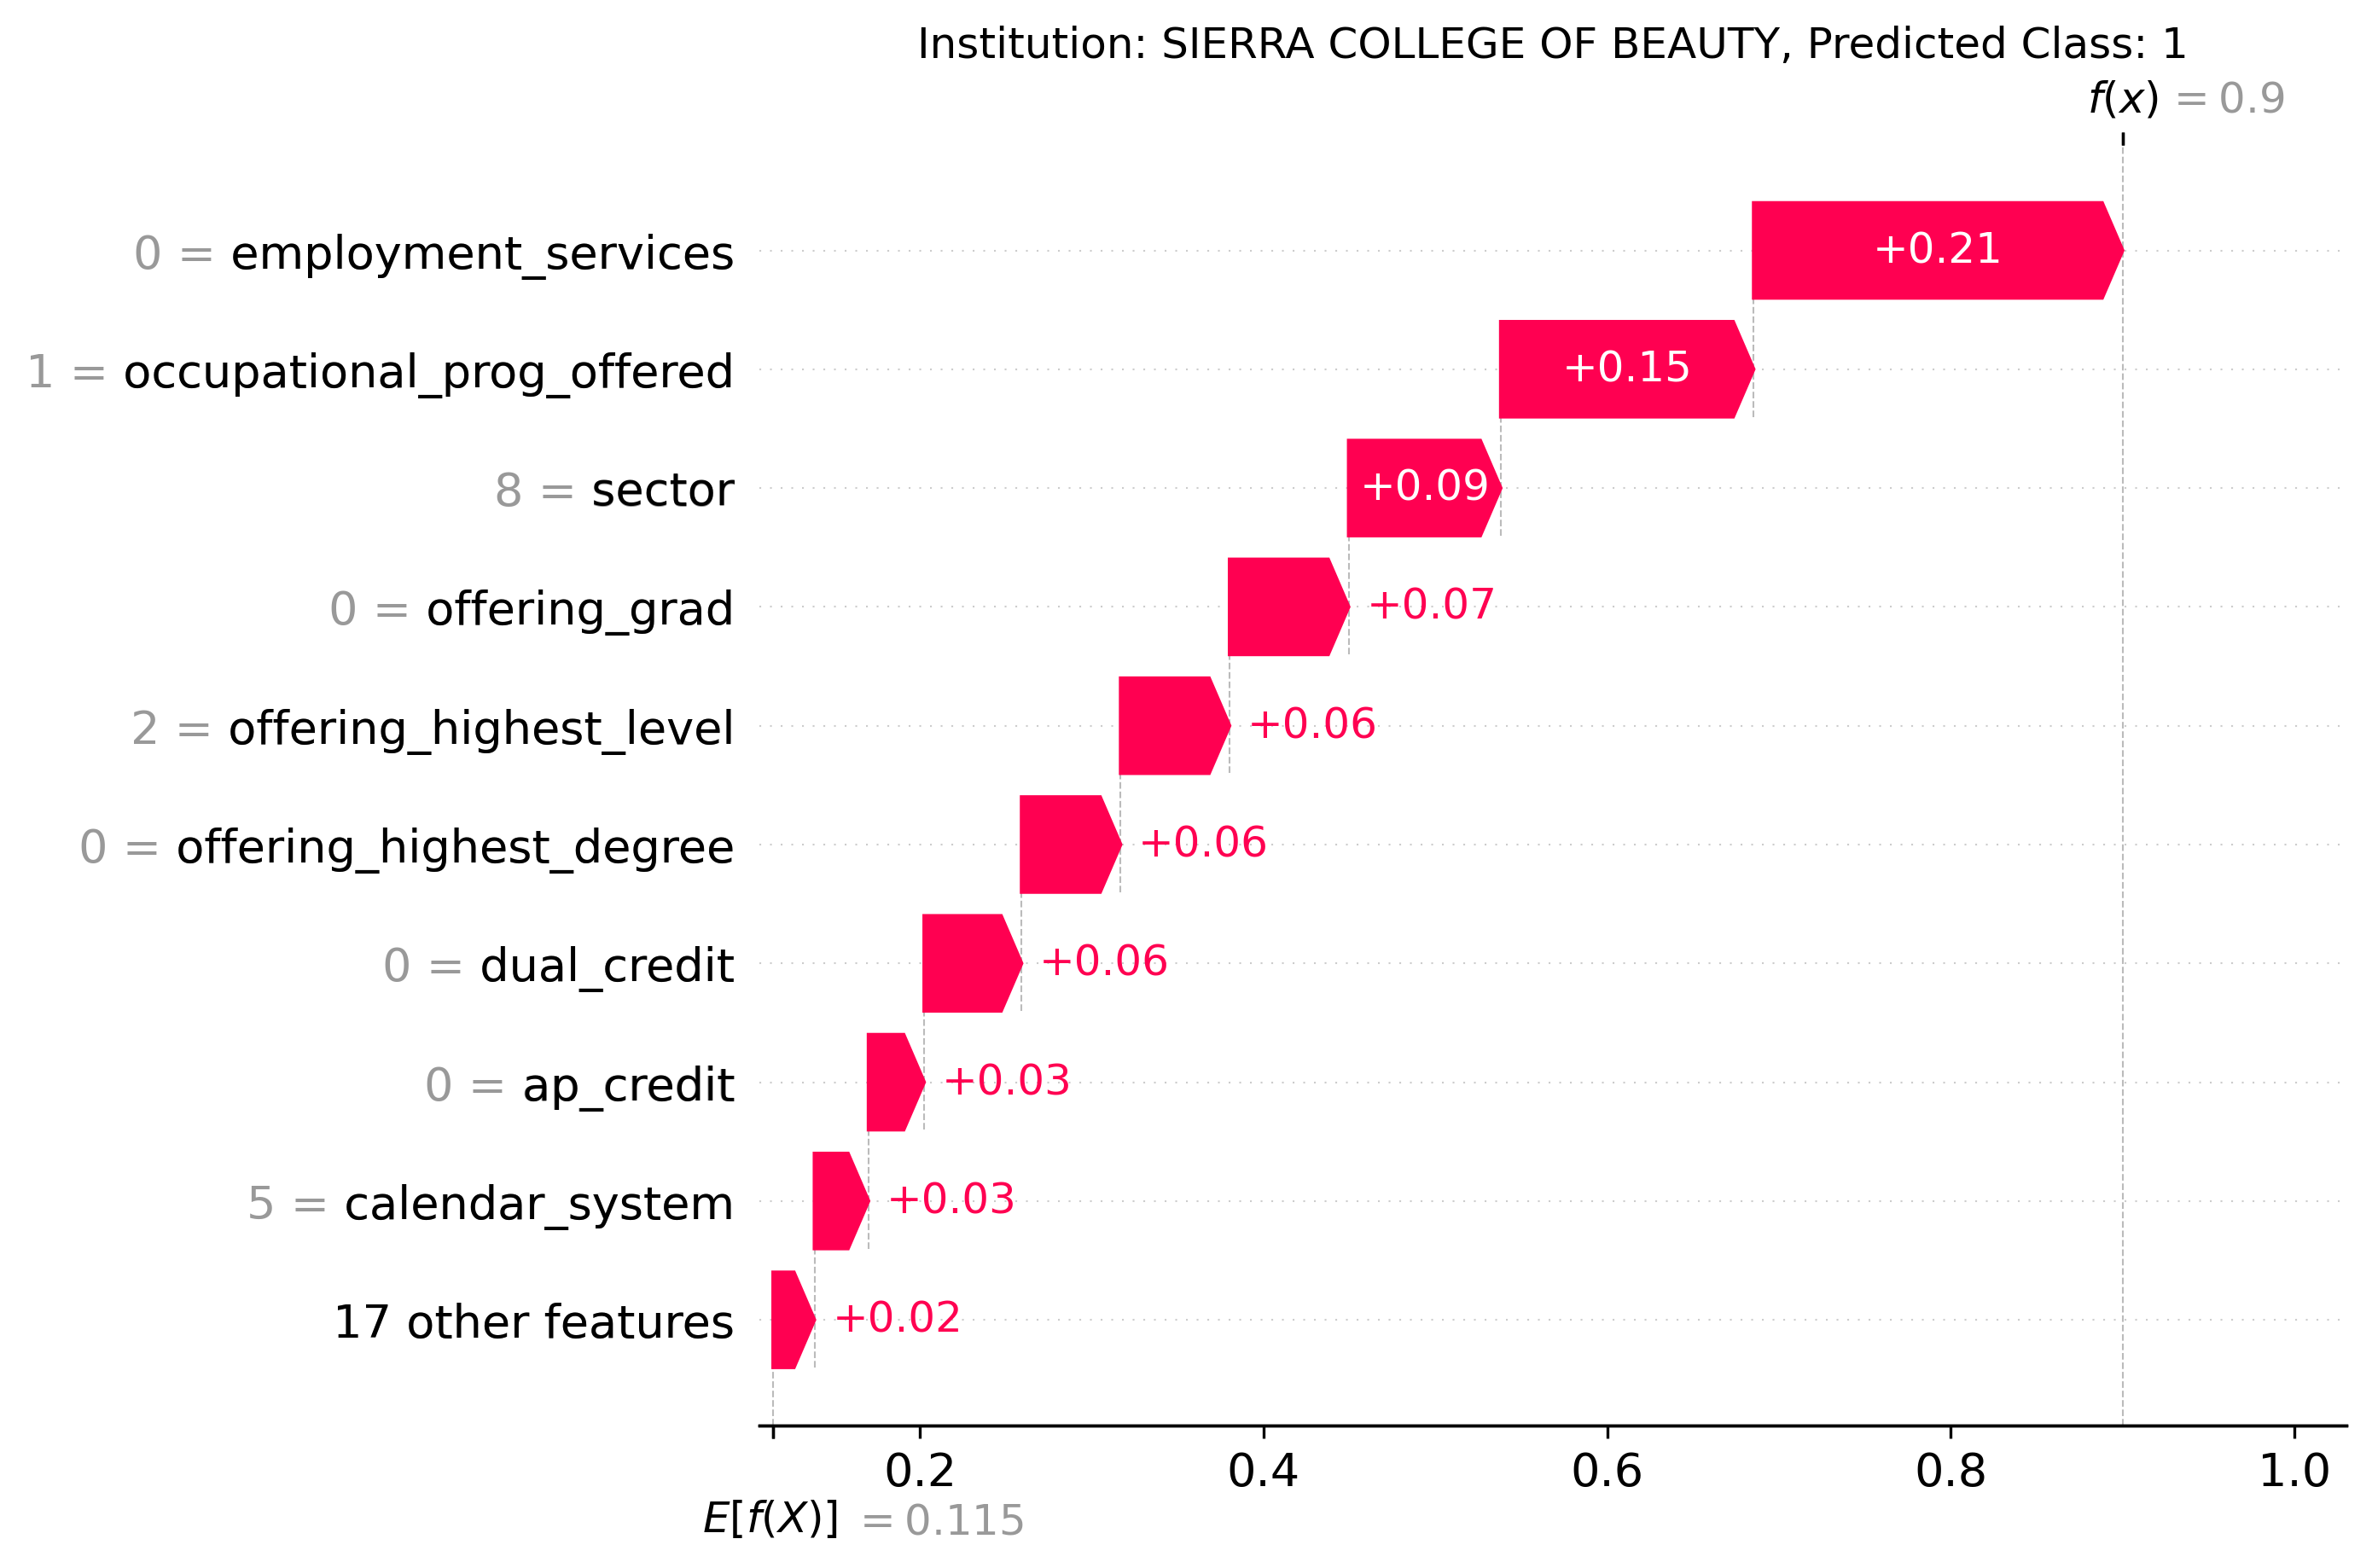 Institution: SIERRA COLLEGE OF BEAUTY, Predicted Class: 1
f(x) = 0.9
0 = employment_services +0.21
1 = occupational_prog_offered +0.15
8 = sector +0.09
0 = offering_grad +0.07
2 = offering_highest_level +0.06
0 = offering_highest_degree +0.06
0 = dual_credit +0.06
0 = ap_credit +0.03
5 = calendar_system +0.03
17 other features +0.02
0.2 0.4 0.6 0.8 1.0
E[f(X)] = 0.115